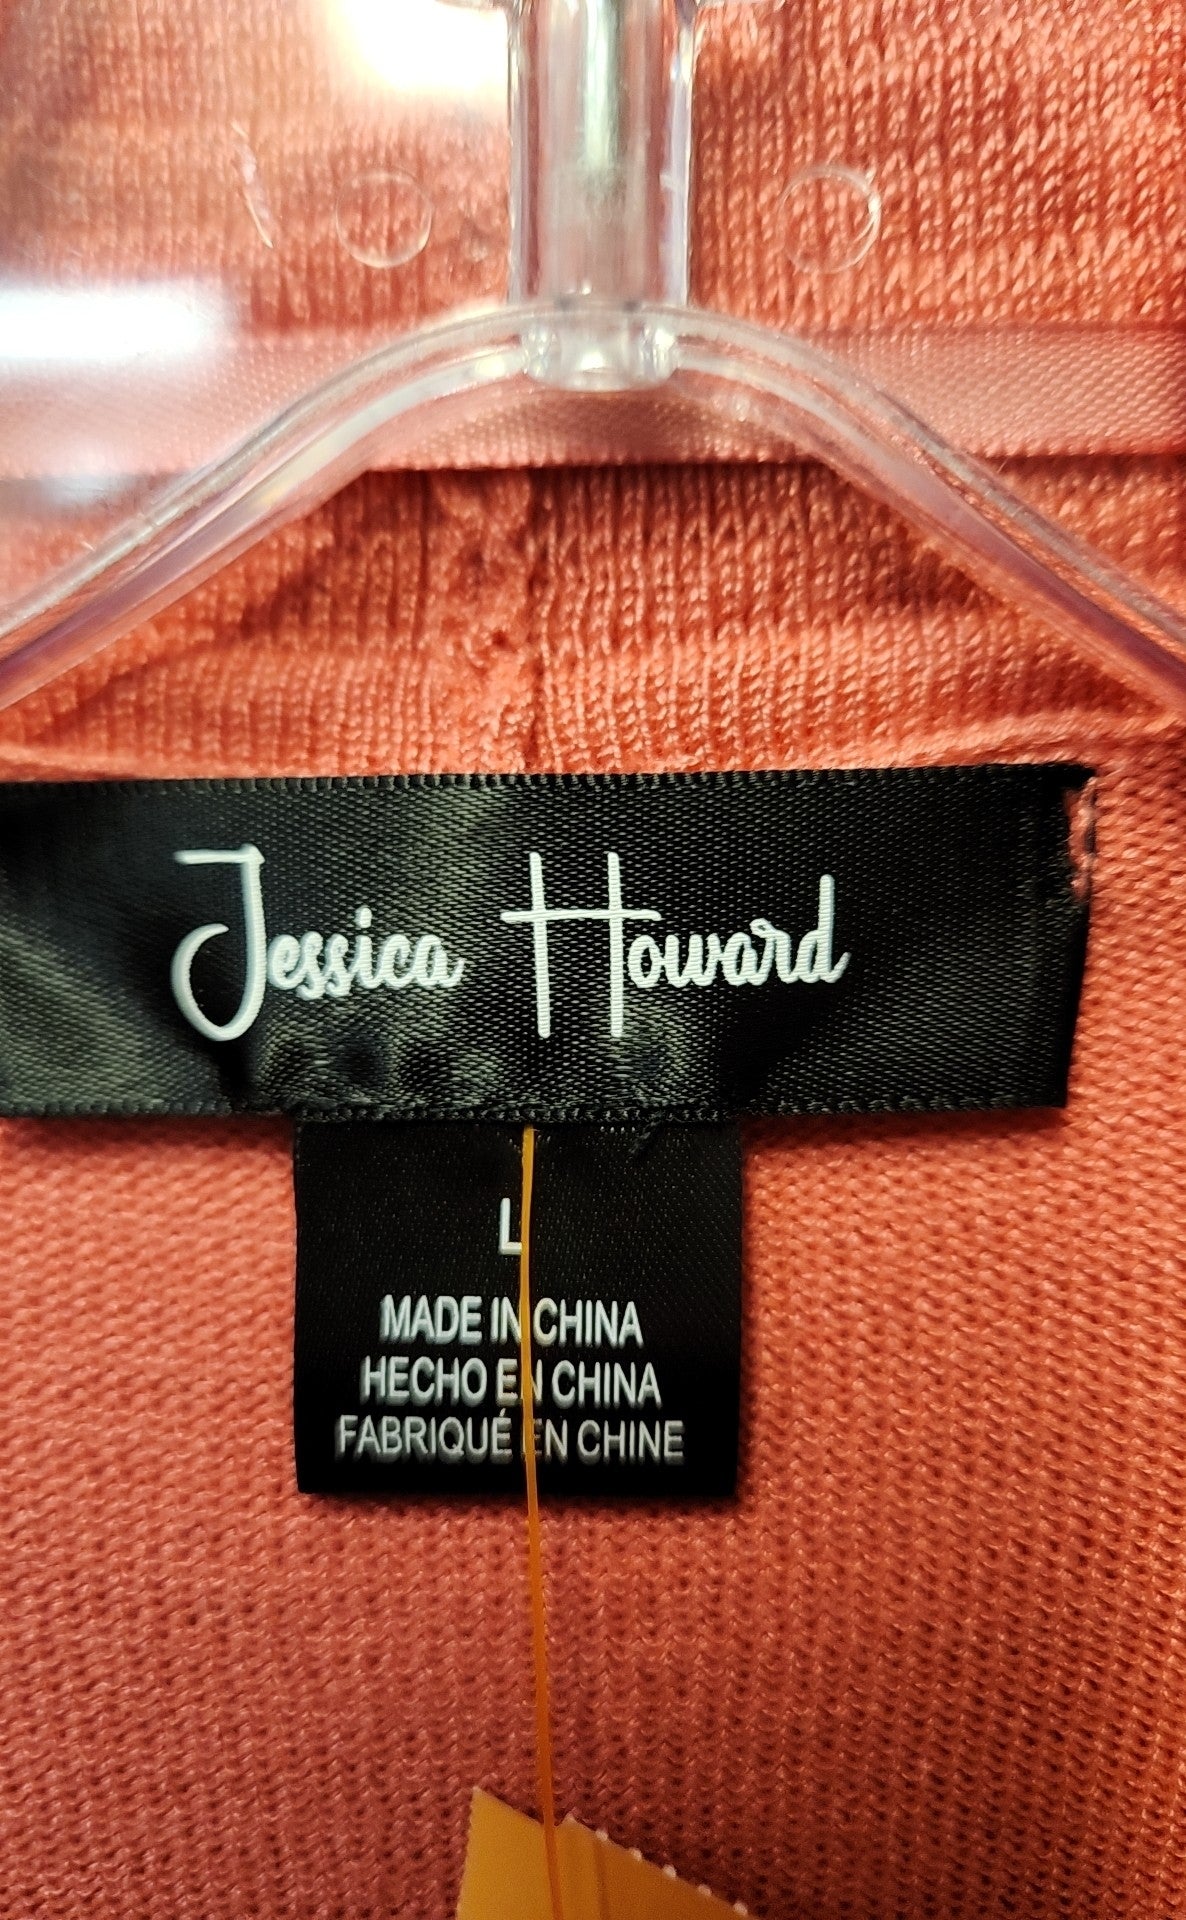 Jessica Howard
L
MADE IN CHINA
HECHO EN CHINA
FABRIQUÉ EN CHINE